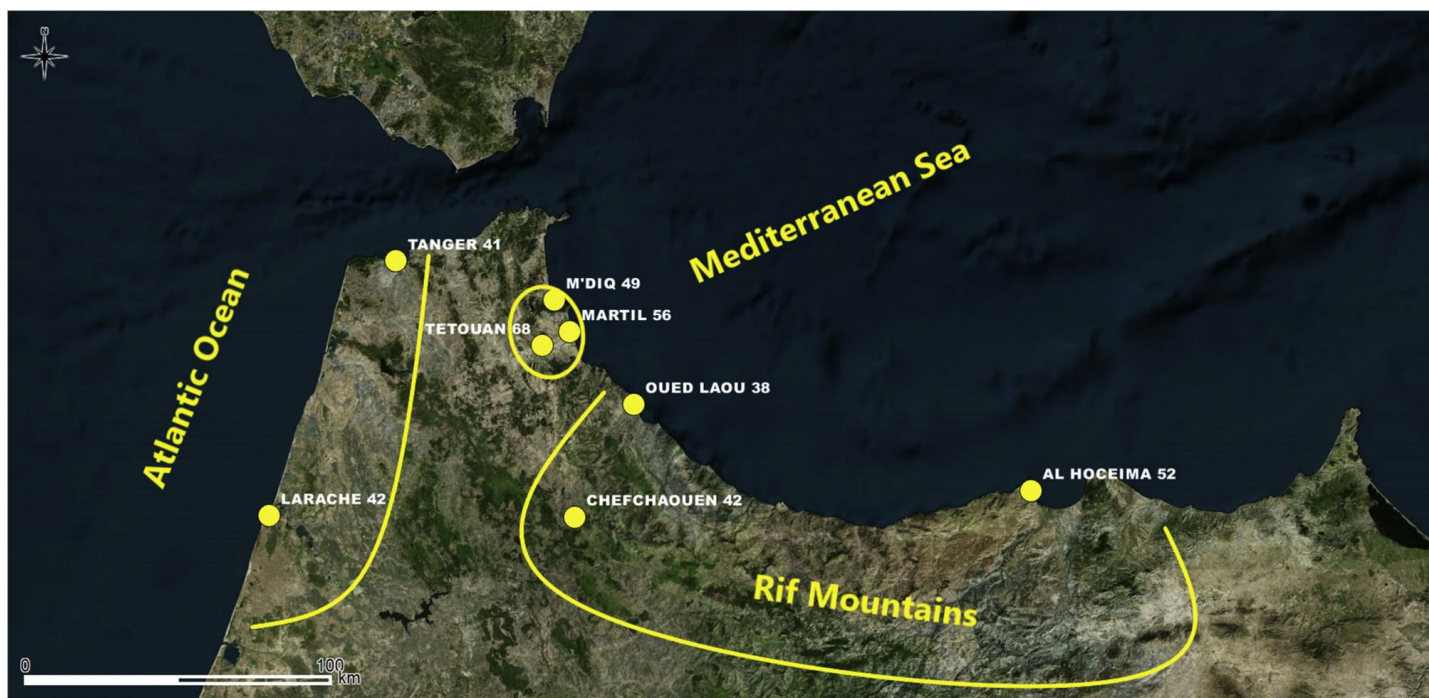 TANGER 41
Mediterranean Sea
M'DIQ 49
MARTIL 56
TETOUAN 68
Atlantic Ocean
OUED LAOU 38
LARACHE 42
CHEFCHAOUEN 42
AL HOCEIMA 52
Rif Mountains
0 100
km